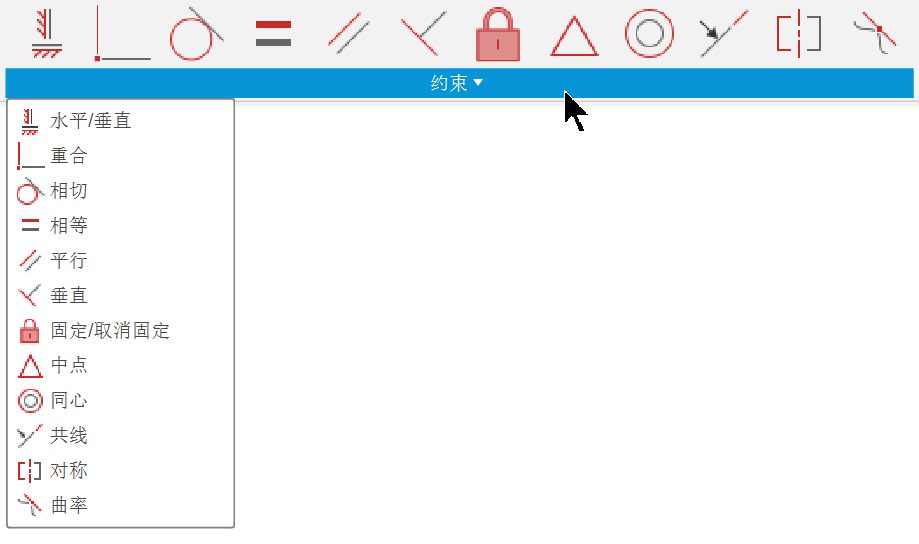 约束
水平/垂直
重合
相切
相等
平行
垂直
固定/取消固定
中点
同心
共线
对称
曲率